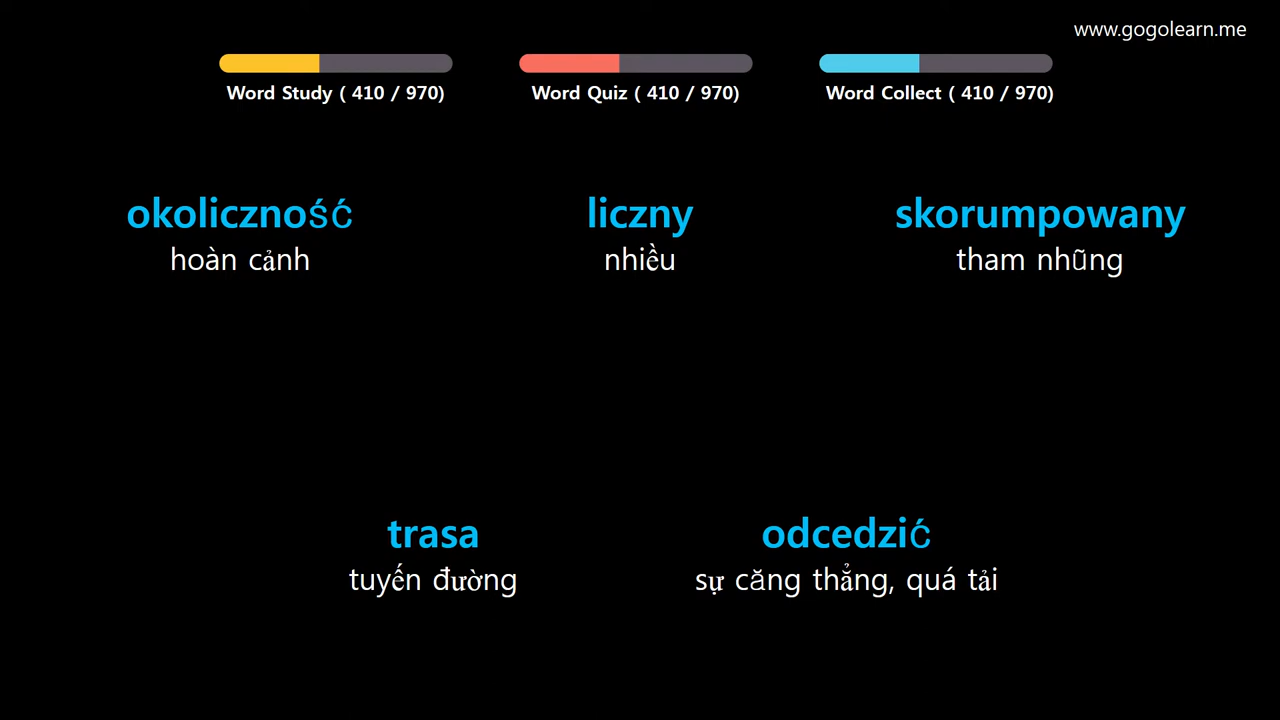 www.gogolearn.me
Word Study ( 410 / 970)
Word Quiz ( 410 / 970)
Word Collect ( 410 / 970)
okoliczność
hoàn cảnh
liczny
nhiều
skorumpowany
tham nhũng
trasa
tuyến đường
odcedzić
sự căng thẳng, quá tải